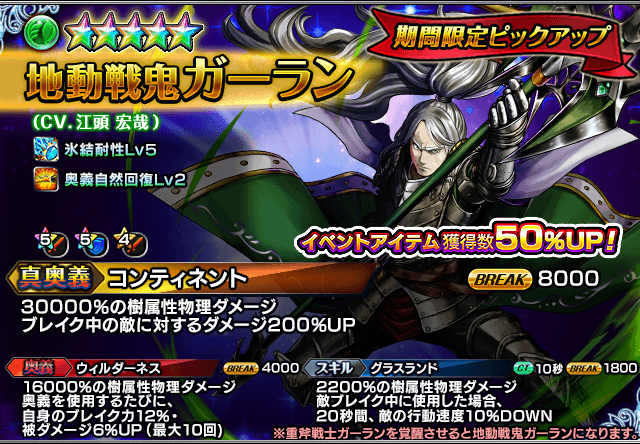 期間限定ピックアップ
地動戦鬼ガーラン
(CV.江頭 宏哉)
氷結耐性Lv5
奥義自然回復Lv2
5 5 4
イベントアイテム獲得数50%UP!
真奥義 コンティネント BREAK 8000
30000%の樹属性物理ダメージ
ブレイク中の敵に対するダメージ200%UP
奥義 ウィルダーネス BREAK 4000
16000%の樹属性物理ダメージ
奥義を使用するたびに、
自身のブレイク力12%・
被ダメージ6%UP(最大10回)
スキル グラスランド CT 10秒 BREAK 1800
2200%の樹属性物理ダメージ
敵ブレイク中に使用した場合、
20秒間、敵の行動速度10%DOWN
※重斧戦士ガーランを覚醒させると地動戦鬼ガーランになります。